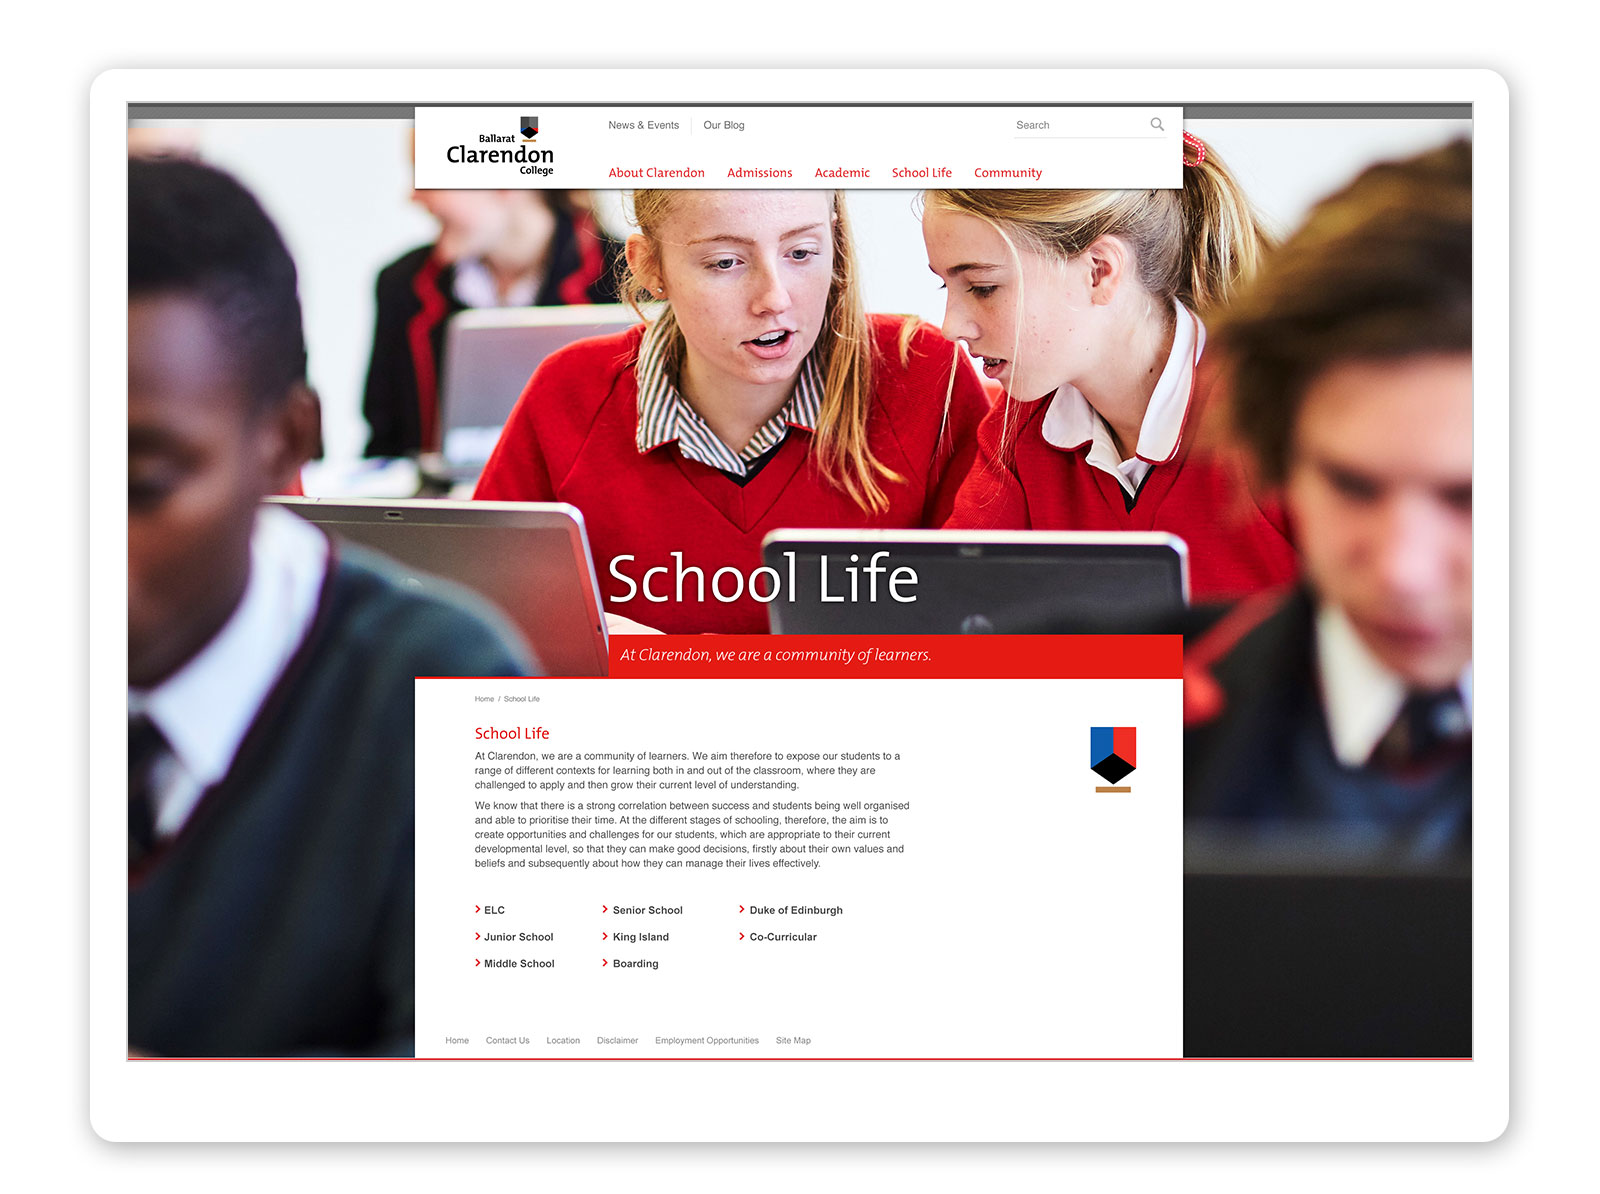 Ballarat
Clarendon
College
News & Events
Our Blog
Search
About Clarendon
Admissions
Academic
School Life
Community
School Life
At Clarendon, we are a community of learners.
Home / School Life
School Life
At Clarendon, we are a community of learners. We aim therefore to expose our students to a
range of different contexts for learning both in and out of the classroom, where they are
challenged to apply and then grow their current level of understanding.
We know that there is a strong correlation between success and students being well organised
and able to prioritise their time. At the different stages of schooling, therefore, the aim is to
create opportunities and challenges for our students, which are appropriate to their current
developmental level, so that they can make good decisions, firstly about their own values and
beliefs and subsequently about how they can manage their lives effectively.
ELC
Junior School
Middle School
Senior School
King Island
Boarding
Duke of Edinburgh
Co-Curricular
Home
Contact Us
Location
Disclaimer
Employment Opportunities
Site Map